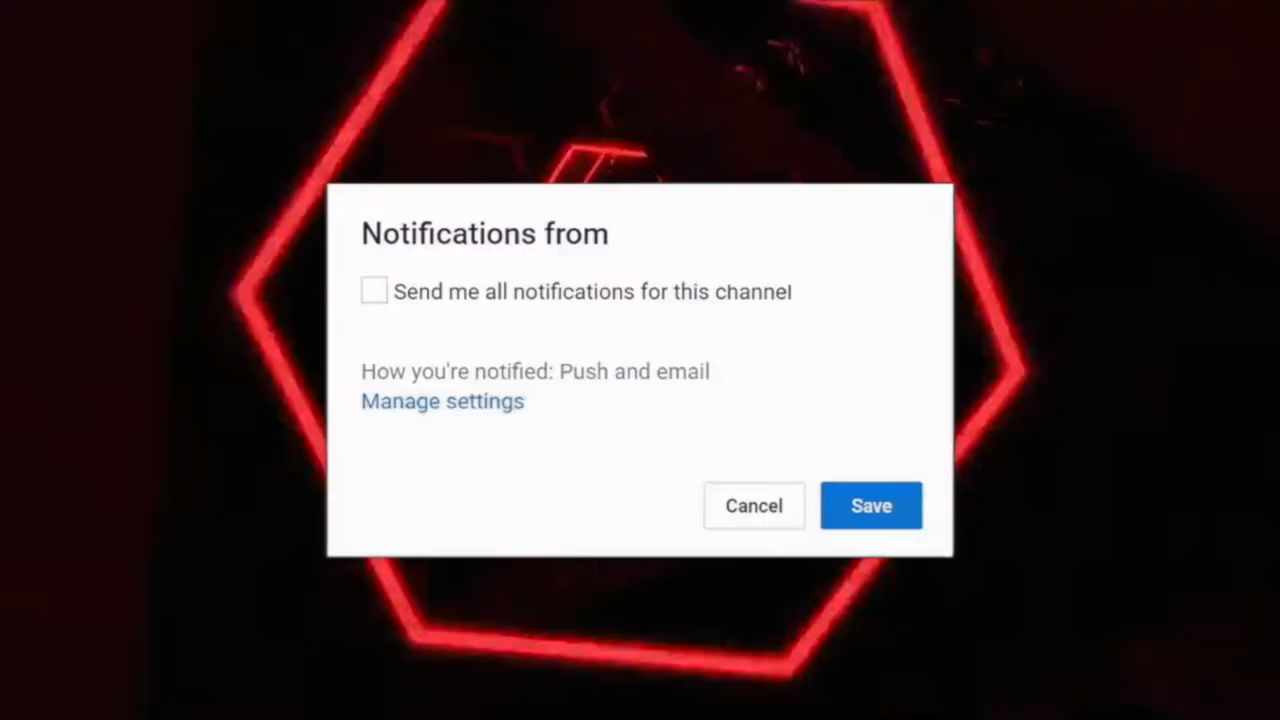 Notifications from
Send me all notifications for this channel
How you're notified: Push and email
Manage settings
Cancel
Save